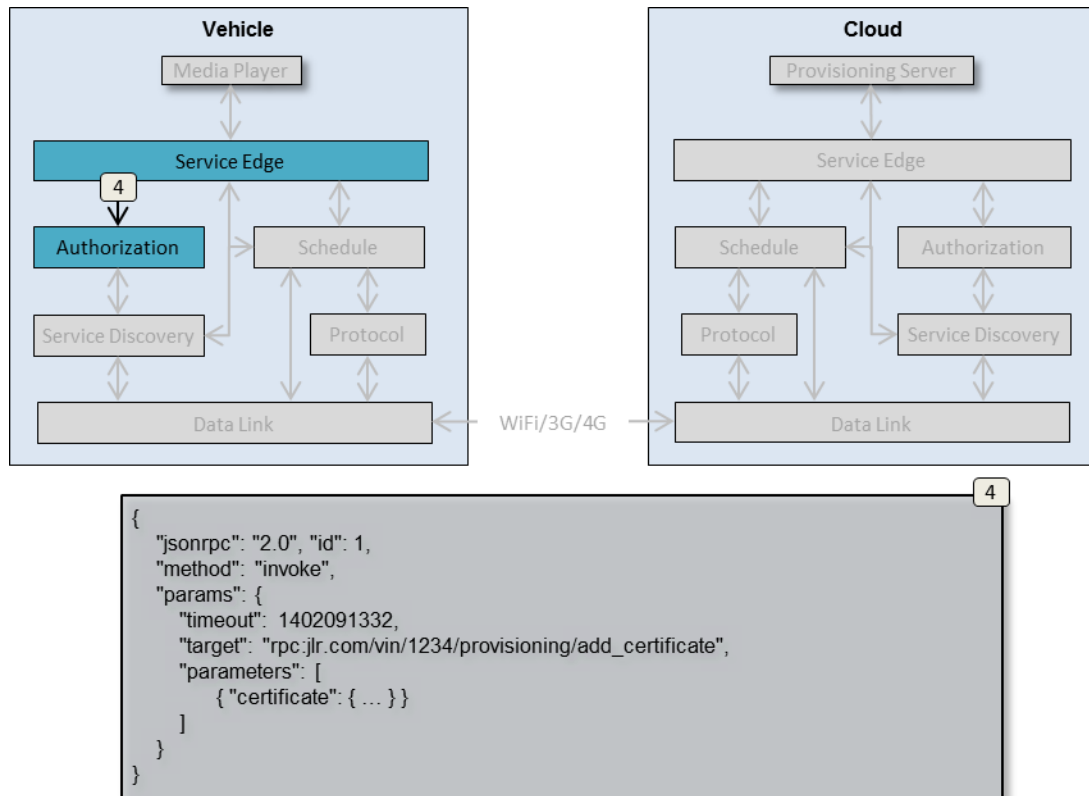 Vehicle
Media Player
Service Edge
4
Authorization
Schedule
Service Discovery
Protocol
Data Link
WiFi/3G/4G
Cloud
Provisioning Server
Service Edge
Schedule
Authorization
Protocol
Service Discovery
Data Link
4
{
"jsonrpc": "2.0", "id": 1,
"method": "invoke",
"params": {
"timeout": 1402091332,
"target": "rpc:jlr.com/vin/1234/provisioning/add_certificate",
"parameters": [
{ "certificate": { … } }
]
}
}